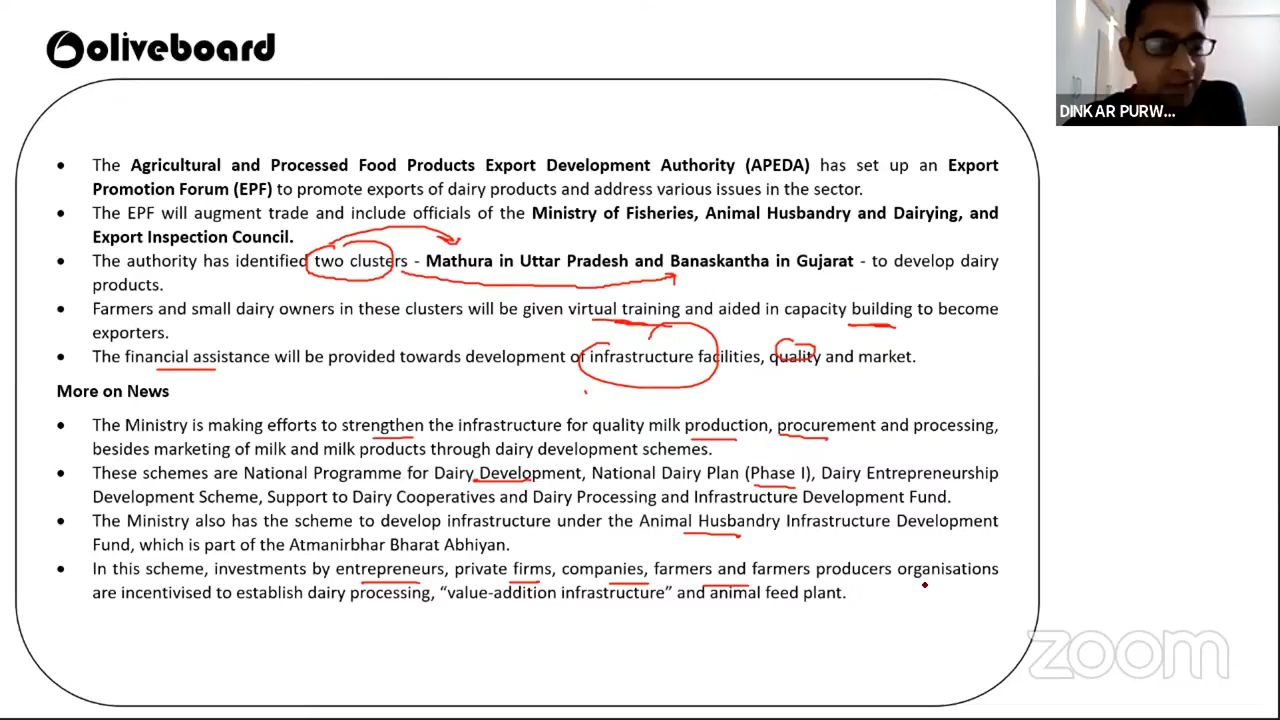 oliveboard
DINKAR PURW...
• The Agricultural and Processed Food Products Export Development Authority (APEDA) has set up an Export
Promotion Forum (EPF) to promote exports of dairy products and address various issues in the sector.
• The EPF will augment trade and include officials of the Ministry of Fisheries, Animal Husbandry and Dairying, and
Export Inspection Council.
• The authority has identified two clusters - Mathura in Uttar Pradesh and Banaskantha in Gujarat - to develop dairy
products.
• Farmers and small dairy owners in these clusters will be given virtual training and aided in capacity building to become
exporters.
• The financial assistance will be provided towards development of infrastructure facilities, quality and market.
More on News
• The Ministry is making efforts to strengthen the infrastructure for quality milk production, procurement and processing,
besides marketing of milk and milk products through dairy development schemes.
• These schemes are National Programme for Dairy Development, National Dairy Plan (Phase I), Dairy Entrepreneurship
Development Scheme, Support to Dairy Cooperatives and Dairy Processing and Infrastructure Development Fund.
• The Ministry also has the scheme to develop infrastructure under the Animal Husbandry Infrastructure Development
Fund, which is part of the Atmanirbhar Bharat Abhiyan.
• In this scheme, investments by entrepreneurs, private firms, companies, farmers and farmers producers organisations
are incentivised to establish dairy processing, “value-addition infrastructure” and animal feed plant.
zoom